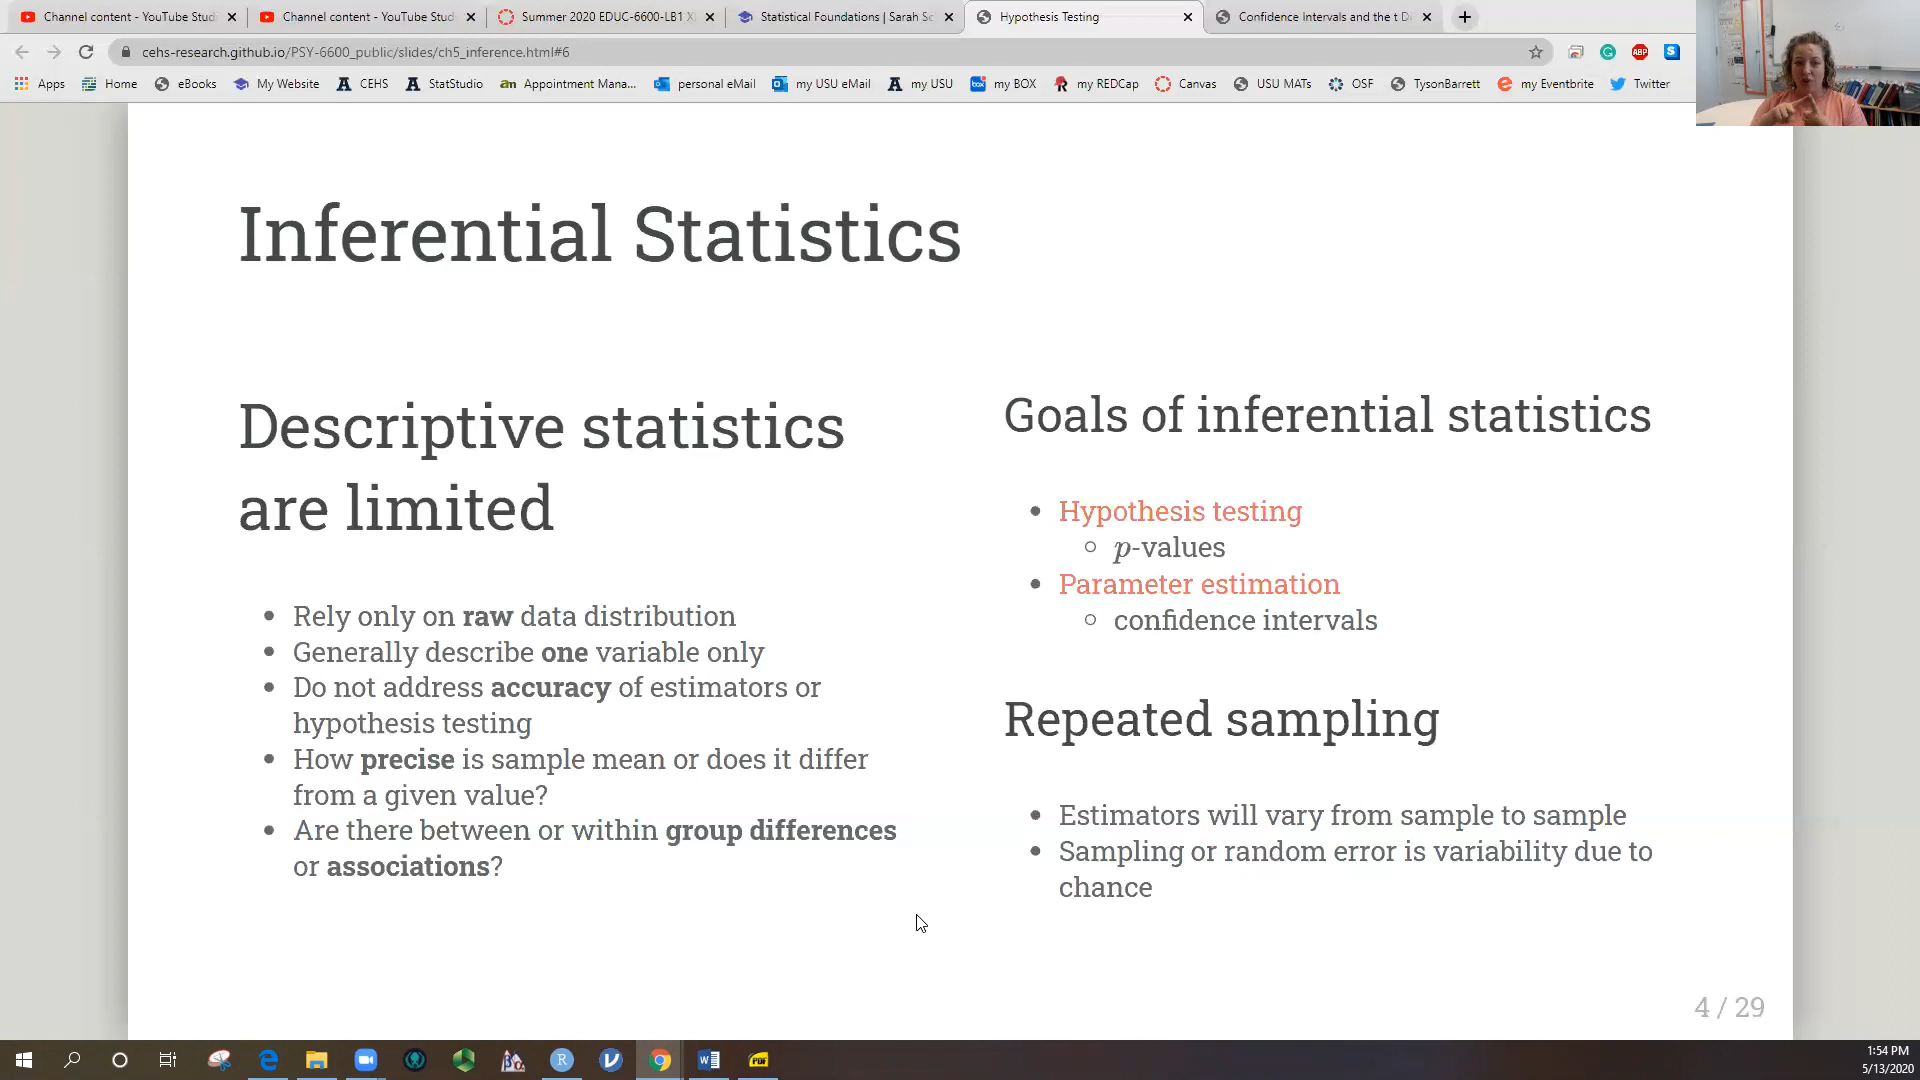 Channel content - YouTube Stud
Channel content - YouTube Stud
Summer 2020 EDUC-6600-LB1 X
Statistical Foundations | Sarah Sc
Hypothesis Testing
Confidence Intervals and the t Di
cehs-research.github.io/PSY-6600_public/slides/ch5_inference.html#6
ABP
S
Apps
Home
eBooks
My Website
CEHS
StatStudio
an Appointment Mana...
personal eMail
my USU eMail
my USU
box my BOX
my REDCap
Canvas
USU MATs
OSF
TysonBarrett
my Eventbrite
Twitter
Inferential Statistics
Descriptive statistics
are limited
Rely only on raw data distribution
Generally describe one variable only
Do not address accuracy of estimators or
hypothesis testing
How precise is sample mean or does it differ
from a given value?
Are there between or within group differences
or associations?
Goals of inferential statistics
Hypothesis testing
p-values
Parameter estimation
confidence intervals
Repeated sampling
Estimators will vary from sample to sample
Sampling or random error is variability due to
chance
4 / 29
R
PDF
1:54 PM
5/13/2020